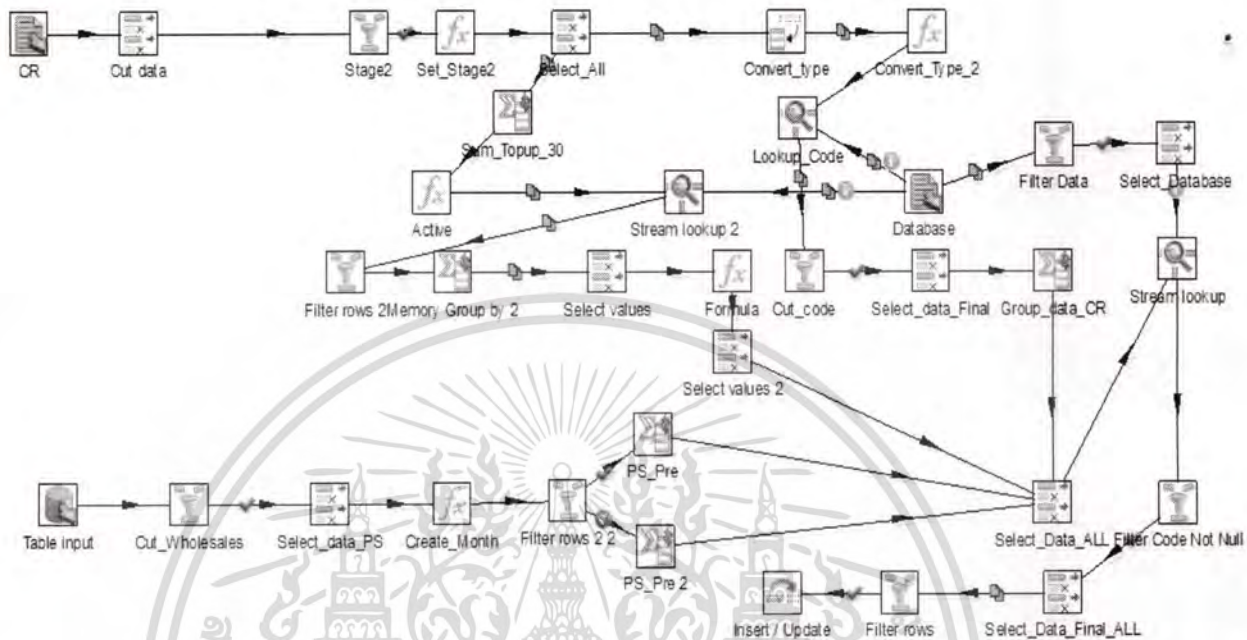 CR
Cut data
Stage2
Set_Stage2
Select_All
Convert_type
Convert_Type_2
Sum_Topup_30
Lookup_Code
Filter Data
Select_Database
Active
Stream lookup 2
Database
Stream lookup
Filter rows 2
Memory Group by 2
Select values
Formula
Cut_code
Select_data_Final
Group_data_CR
Select values 2
PS_Pre
Table input
Cut_Wholesales
Select_data_PS
Create_Month
Filter rows 2 2
PS_Pre 2
Select_Data_ALL
Filter Code Not Null
Insert / Update
Filter rows
Select_Data_Final_ALL